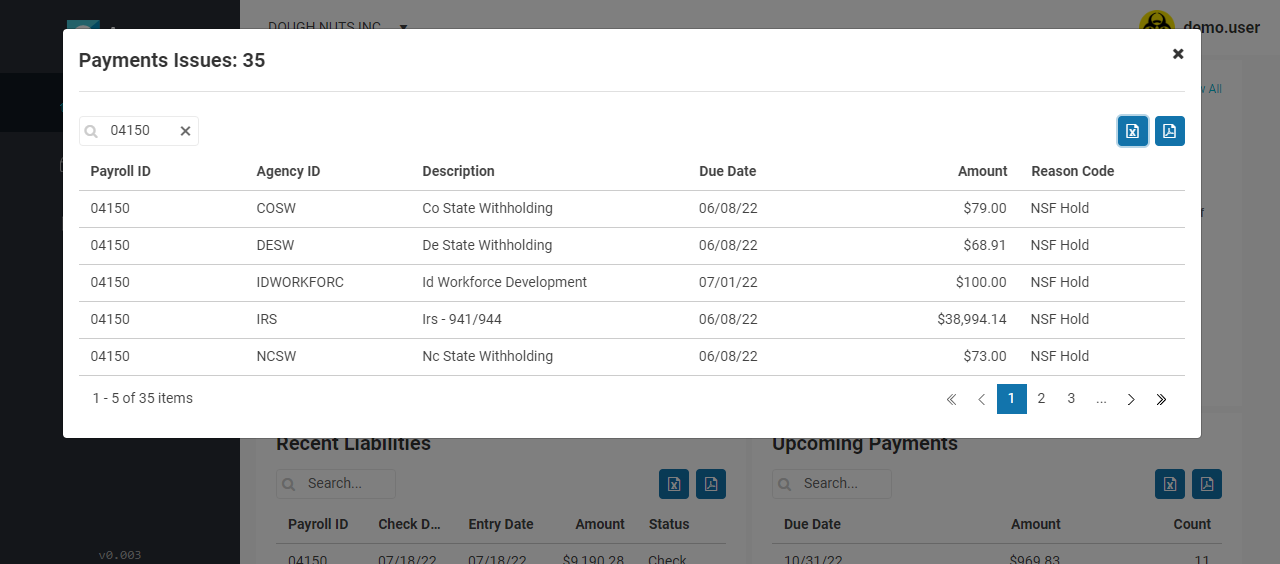 DOUGH NUTS INC
demo.user
Payments Issues: 35
w All
04150
Payroll ID Agency ID Description Due Date Amount Reason Code
04150 COSW Co State Withholding 06/08/22 $79.00 NSF Hold
04150 DESW De State Withholding 06/08/22 $68.91 NSF Hold
04150 IDWORKFORC Id Workforce Development 07/01/22 $100.00 NSF Hold
04150 IRS Irs - 941/944 06/08/22 $38,994.14 NSF Hold
04150 NCSW Nc State Withholding 06/08/22 $73.00 NSF Hold
1 - 5 of 35 items 1 2 3 ...
Recent Liabilities Upcoming Payments
Search... Search...
Payroll ID Check D... Entry Date Amount Status Due Date Amount Count
04150 07/18/22 07/18/22 $9,190.28 Check 10/31/22 $969.83 11
v0.003